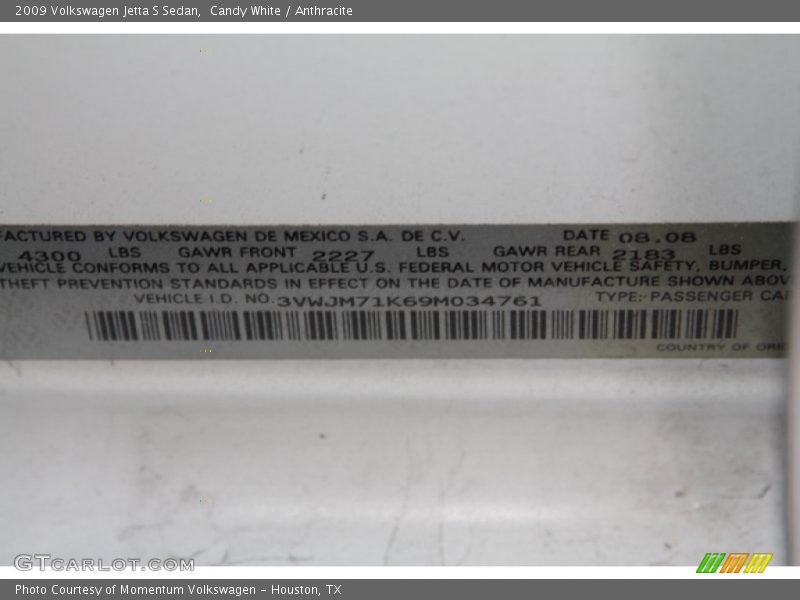 2009 Volkswagen Jetta S Sedan,  Candy White / Anthracite
FACTURED BY VOLKSWAGEN DE MEXICO S.A. DE C.V. DATE 08.08
4300 LBS GAWR FRONT 2227 LBS GAWR REAR 2183 LBS
VEHICLE CONFORMS TO ALL APPLICABLE U.S. FEDERAL MOTOR VEHICLE SAFETY, BUMPER,
THEFT PREVENTION STANDARDS IN EFFECT ON THE DATE OF MANUFACTURE SHOWN ABOV
VEHICLE I.D. NO. 3VWJM71K69M034761 TYPE: PASSENGER CAR
COUNTRY OF ORI
GTCARLOT.COM
Photo Courtesy of Momentum Volkswagen - Houston, TX